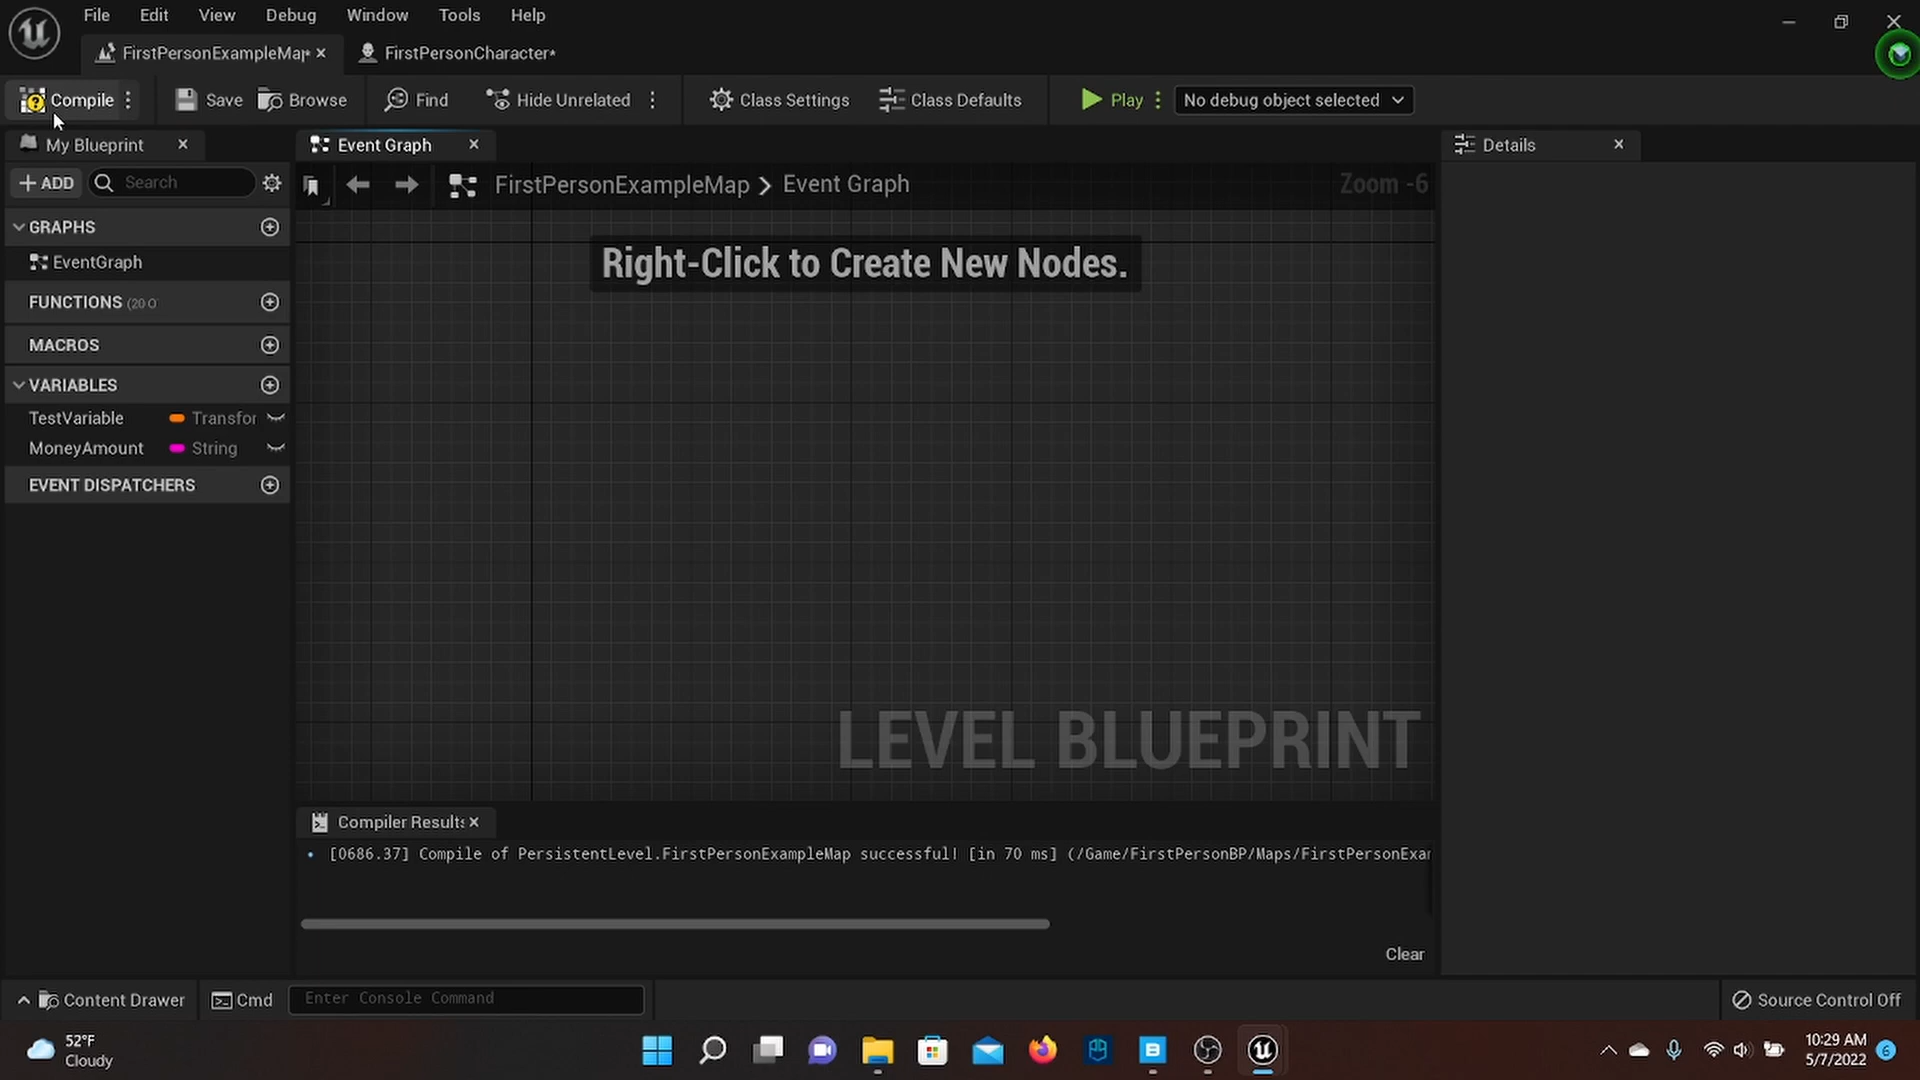 File Edit View Debug Window Tools Help
FirstPersonExampleMap* FirstPersonCharacter*
Compile Save Browse Find Hide Unrelated Class Settings Class Defaults Play No debug object selected
My Blueprint Event Graph Details
ADD Search FirstPersonExampleMap Event Graph Zoom -6
GRAPHS
EventGraph
Right-Click to Create New Nodes.
FUNCTIONS (20 O
MACROS
VARIABLES
TestVariable Transfor
MoneyAmount String
EVENT DISPATCHERS
LEVEL BLUEPRINT
Compiler Results
[0686.37] Compile of PersistentLevel.FirstPersonExampleMap successful! [in 70 ms] (/Game/FirstPersonBP/Maps/FirstPersonExam
Clear
Content Drawer Cmd Enter Console Command Source Control Off
52°F
Cloudy
10:29 AM
5/7/2022 6